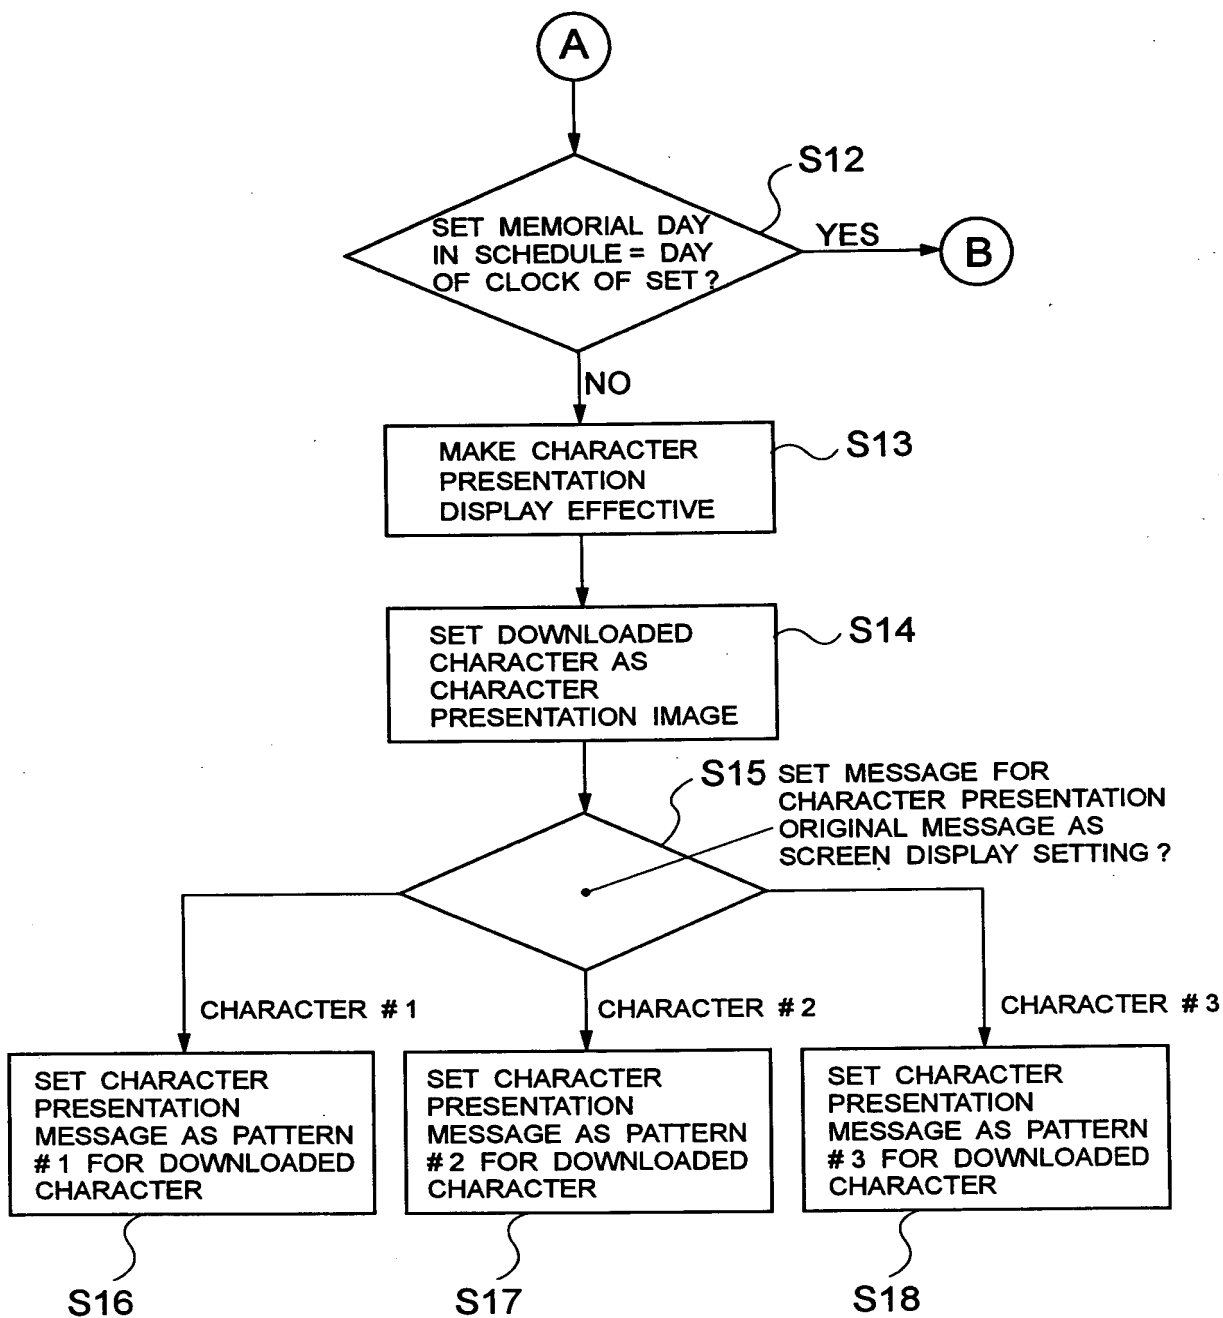 A
S12
SET MEMORIAL DAY
IN SCHEDULE = DAY
OF CLOCK OF SET ?
YES
B
NO
MAKE CHARACTER
PRESENTATION
DISPLAY EFFECTIVE
S13
SET DOWNLOADED
CHARACTER AS
CHARACTER
PRESENTATION IMAGE
S14
S15
SET MESSAGE FOR
CHARACTER PRESENTATION
ORIGINAL MESSAGE AS
SCREEN DISPLAY SETTING ?
CHARACTER # 1
CHARACTER # 2
CHARACTER # 3
SET CHARACTER
PRESENTATION
MESSAGE AS PATTERN
# 1 FOR DOWNLOADED
CHARACTER
SET CHARACTER
PRESENTATION
MESSAGE AS PATTERN
# 2 FOR DOWNLOADED
CHARACTER
SET CHARACTER
PRESENTATION
MESSAGE AS PATTERN
# 3 FOR DOWNLOADED
CHARACTER
S16
S17
S18